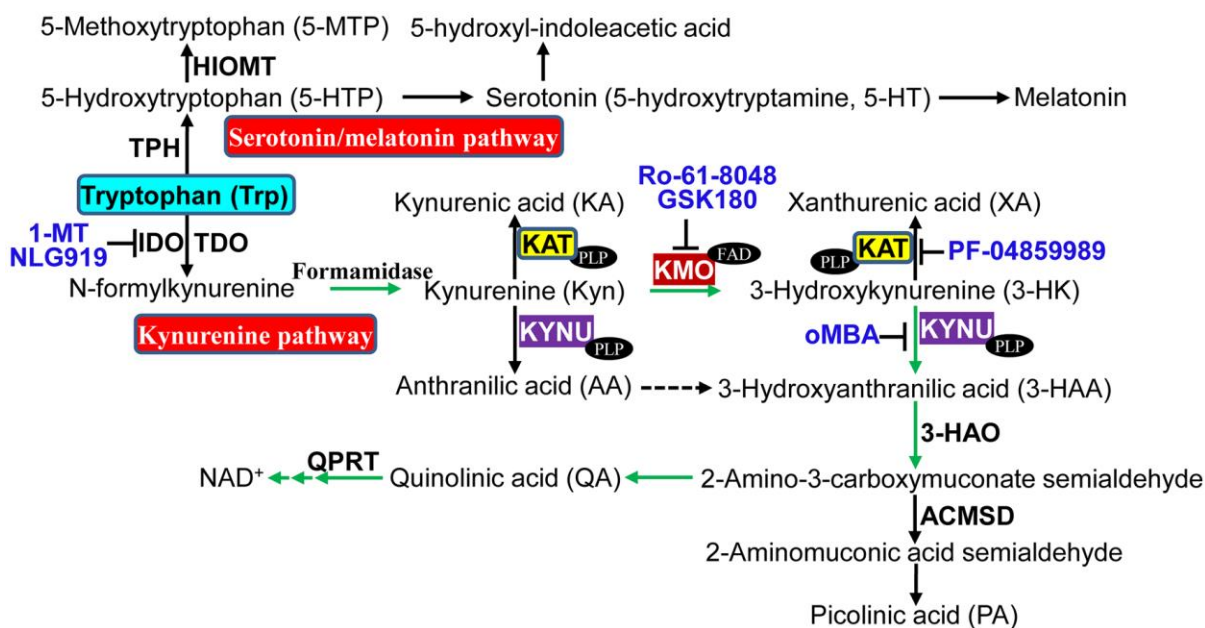 5-Methoxytryptophan (5-MTP)
5-hydroxyl-indoleacetic acid
HIOMT
5-Hydroxytryptophan (5-HTP)
Serotonin (5-hydroxytryptamine, 5-HT)
Melatonin
TPH
Serotonin/melatonin pathway
Tryptophan (Trp)
1-MT
NLG919
IDO
TDO
N-formylkynurenine
Formamidase
Kynurenine pathway
Kynurenic acid (KA)
KAT
PLP
Kynurenine (Kyn)
KYNU
PLP
Anthranilic acid (AA)
Ro-61-8048
GSK180
KMO
FAD
Xanthurenic acid (XA)
PLP
KAT
PF-04859989
3-Hydroxykynurenine (3-HK)
oMBA
KYNU
PLP
3-Hydroxyanthranilic acid (3-HAA)
3-HAO
NAD⁺
QPRT
Quinolinic acid (QA)
2-Amino-3-carboxymuconate semialdehyde
ACMSD
2-Aminomuconic acid semialdehyde
Picolinic acid (PA)